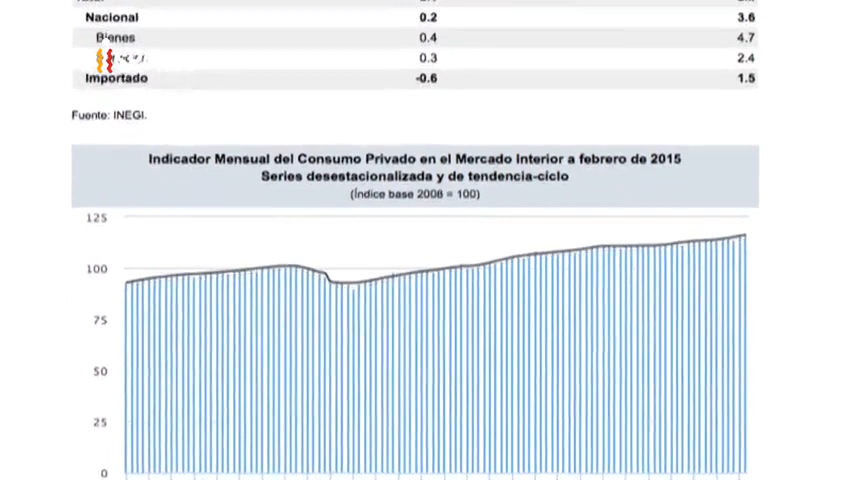 Nacional 0.2 3.6
Bienes 0.4 4.7
0.3 2.4
Importado -0.6 1.5
Fuente: INEGI.
Indicador Mensual del Consumo Privado en el Mercado Interior a febrero de 2015
Series desestacionalizada y de tendencia-ciclo
(Índice base 2008 = 100)
125
100
75
50
25
0